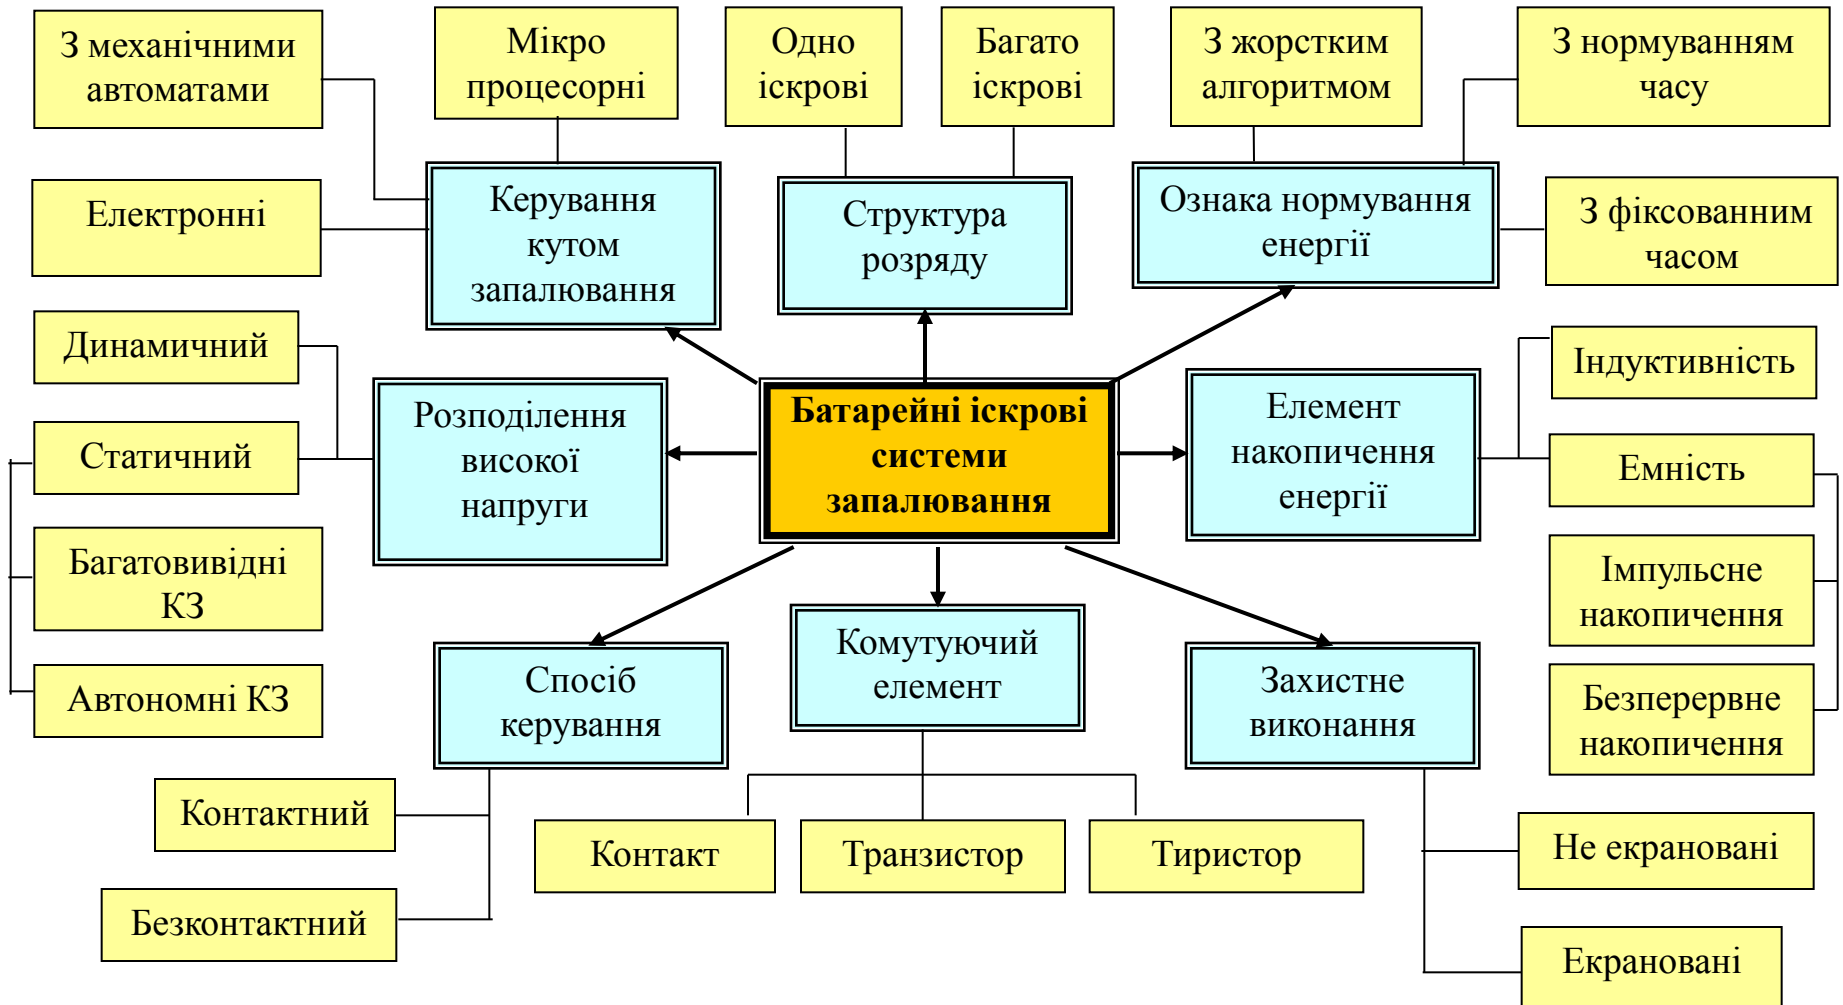 З механічними
автоматами
Мікро
процесорні
Одно
іскрові
Багато
іскрові
З жорстким
алгоритмом
З нормуванням
часу
Електронні
Керування
кутом
запалювання
Структура
розряду
Ознака нормування
енергії
З фіксованним
часом
Динамичний
Статичний
Розподілення
високої
напруги
Батарейні іскрові
системи
запалювання
Елемент
накопичення
енергії
Індуктивність
Емність
Багатовивідні
КЗ
Автономні КЗ
Імпульсне
накопичення
Безперервне
накопичення
Спосіб
керування
Комутуючий
елемент
Захистне
виконання
Контактний
Безконтактний
Контакт
Транзистор
Тиристор
Не екрановані
Екрановані